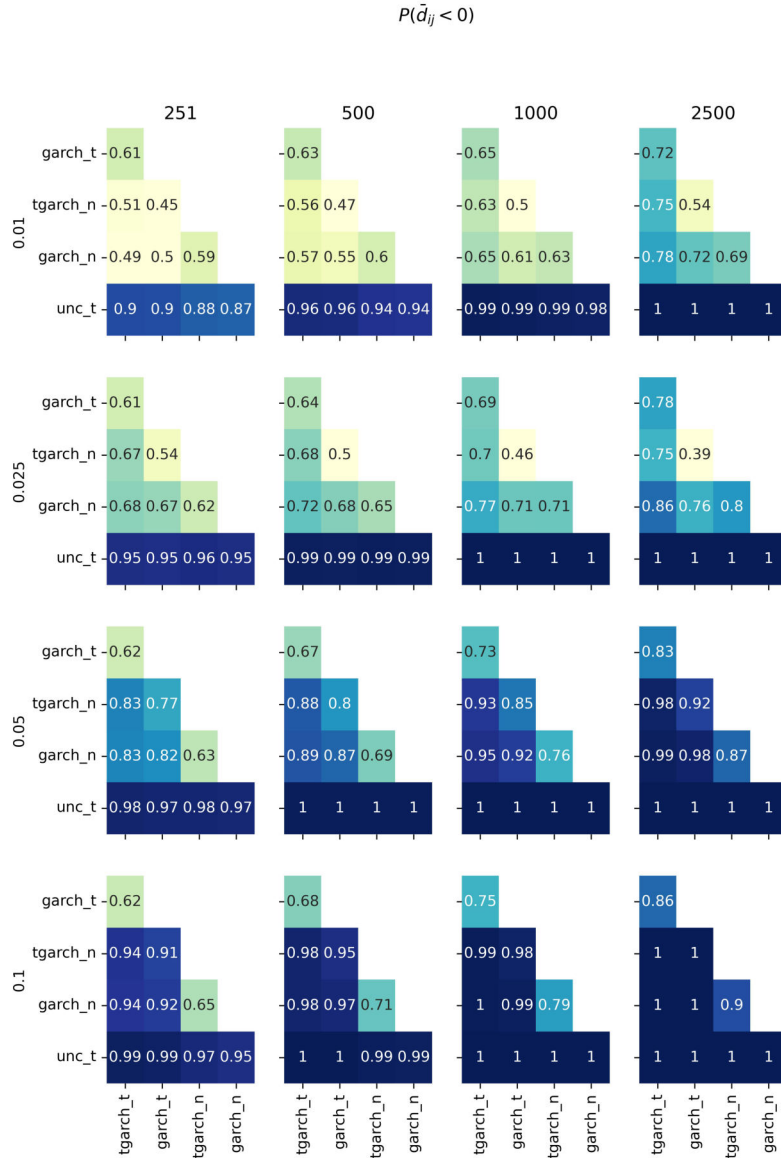 P(d̄ij < 0)
251 500 1000 2500
0.01
garch_t 0.61 0.63 0.65 0.72
tgarch_n 0.51 0.45 0.56 0.47 0.63 0.5 0.75 0.54
garch_n 0.49 0.5 0.59 0.57 0.55 0.6 0.65 0.61 0.63 0.78 0.72 0.69
unc_t 0.9 0.9 0.88 0.87 0.96 0.96 0.94 0.94 0.99 0.99 0.99 0.98 1 1 1 1
0.025
garch_t 0.61 0.64 0.69 0.78
tgarch_n 0.67 0.54 0.68 0.5 0.7 0.46 0.75 0.39
garch_n 0.68 0.67 0.62 0.72 0.68 0.65 0.77 0.71 0.71 0.86 0.76 0.8
unc_t 0.95 0.95 0.96 0.95 0.99 0.99 0.99 0.99 1 1 1 1 1 1 1 1
0.05
garch_t 0.62 0.67 0.73 0.83
tgarch_n 0.83 0.77 0.88 0.8 0.93 0.85 0.98 0.92
garch_n 0.83 0.82 0.63 0.89 0.87 0.69 0.95 0.92 0.76 0.99 0.98 0.87
unc_t 0.98 0.97 0.98 0.97 1 1 1 1 1 1 1 1 1 1 1 1
0.1
garch_t 0.62 0.68 0.75 0.86
tgarch_n 0.94 0.91 0.98 0.95 0.99 0.98 1 1
garch_n 0.94 0.92 0.65 0.98 0.97 0.71 1 0.99 0.79 1 1 0.9
unc_t 0.99 0.99 0.97 0.95 1 1 0.99 0.99 1 1 1 1 1 1 1 1
tgarch_t garch_t tgarch_n garch_n tgarch_t garch_t tgarch_n garch_n tgarch_t garch_t tgarch_n garch_n tgarch_t garch_t tgarch_n garch_n